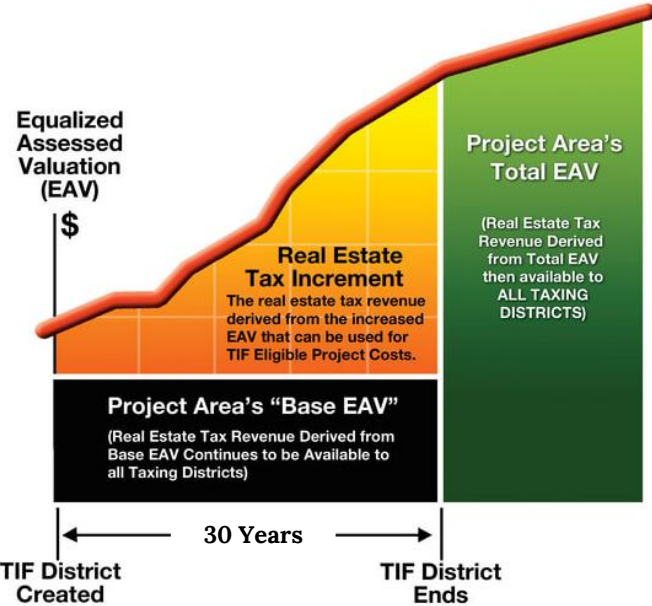 Equalized
Assessed
Valuation
(EAV)
$
Real Estate
Tax Increment
The real estate tax revenue
derived from the increased
EAV that can be used for
TIF Eligible Project Costs.
Project Area's
Total EAV
(Real Estate Tax
Revenue Derived
from Total EAV
then available to
ALL TAXING
DISTRICTS)
Project Area's “Base EAV”
(Real Estate Tax Revenue Derived from
Base EAV Continues to be Available to
all Taxing Districts)
30 Years
TIF District
Created
TIF District
Ends